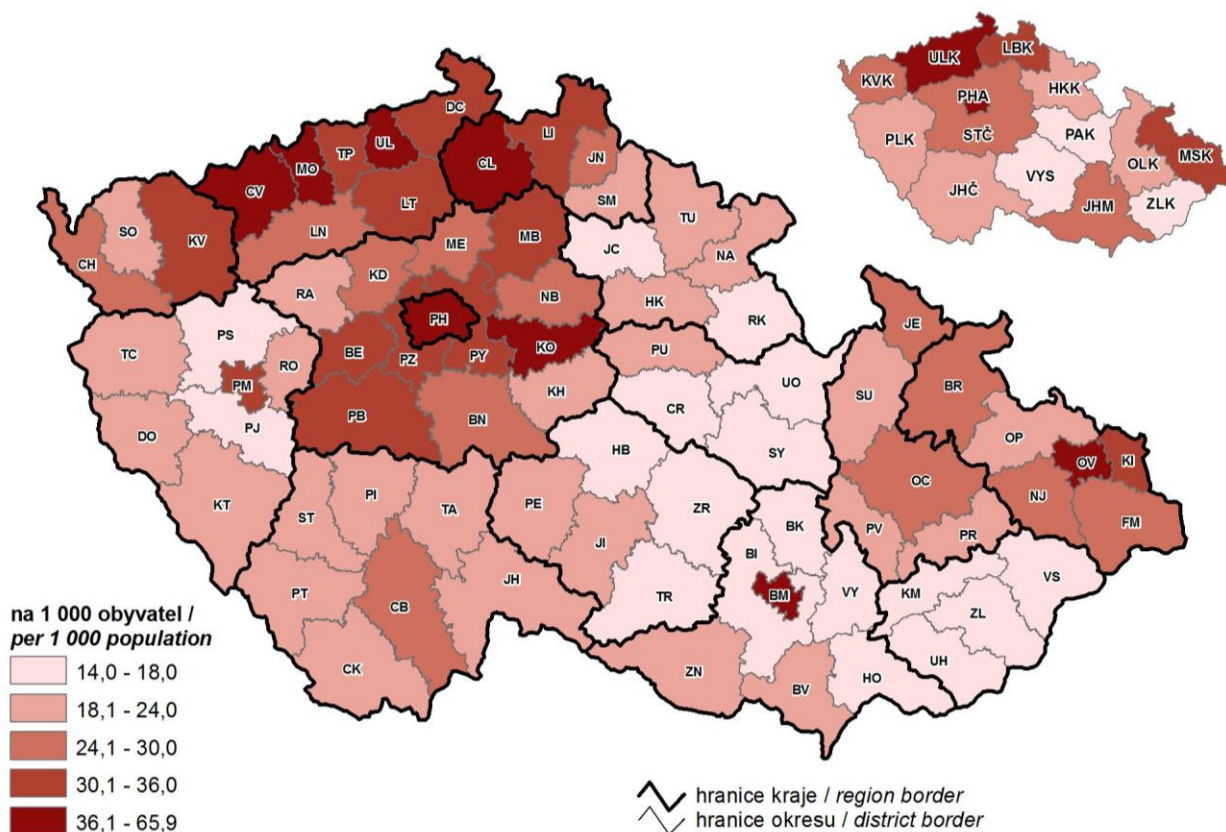 ULK
LBK
KVK
HKK
PHA
STČ
PLK
PAK
MSK
VYS
OLK
JHČ
JHM
ZLK
DC
UL
LI
TP
MO
CL
JN
CV
LT
SM
SO
KV
LN
TU
ME
MB
JC
NA
CH
KD
RA
NB
HK
PH
RK
JE
PS
KO
TC
BE
PZ
PY
PU
RO
UO
BR
PM
KH
SU
PB
CR
OP
BN
PJ
DO
HB
SY
OV
KI
OC
KT
NJ
PI
PE
ST
TA
ZR
FM
BK
PV
PR
JI
BI
JH
VS
PT
TR
BM
VY
KM
CB
ZL
UH
CK
ZN
BV
HO
na 1 000 obyvatel /
per 1 000 population
14,0 - 18,0
18,1 - 24,0
24,1 - 30,0
30,1 - 36,0
36,1 - 65,9
hranice kraje / region border
hranice okresu / district border